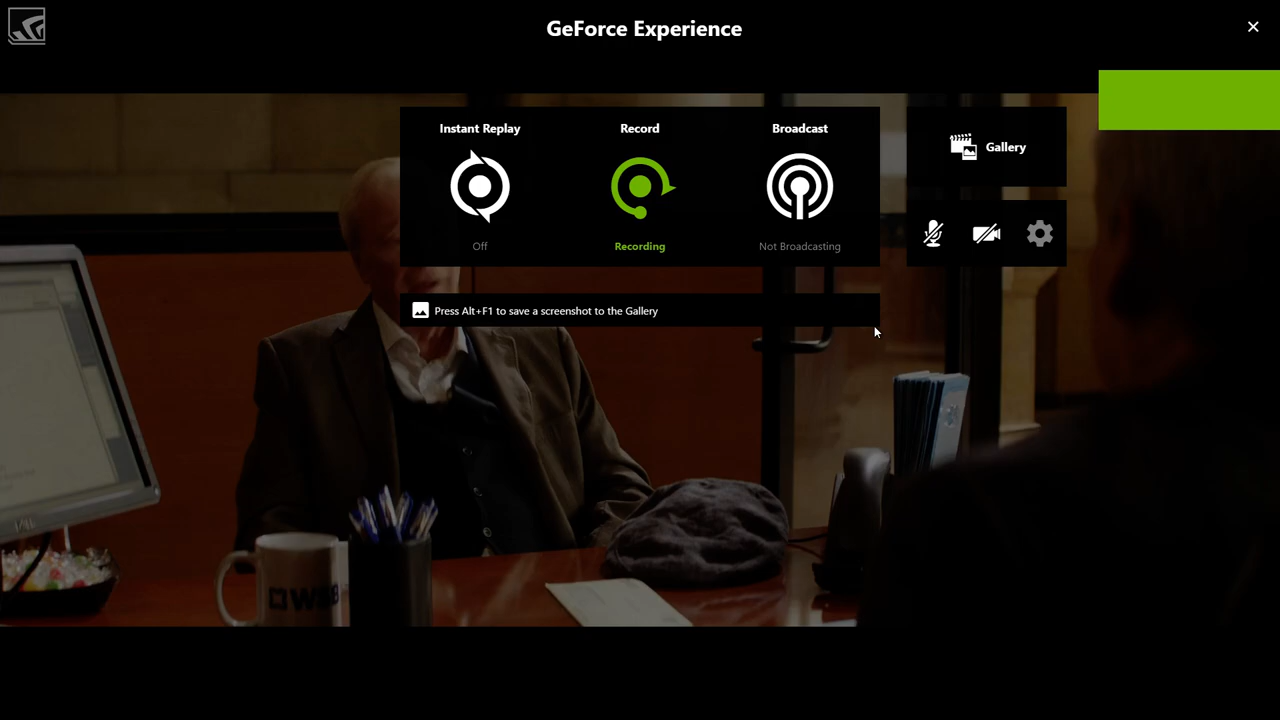 GeForce Experience
Instant Replay
Record
Broadcast
Gallery
Off
Recording
Not Broadcasting
Press Alt+F1 to save a screenshot to the Gallery